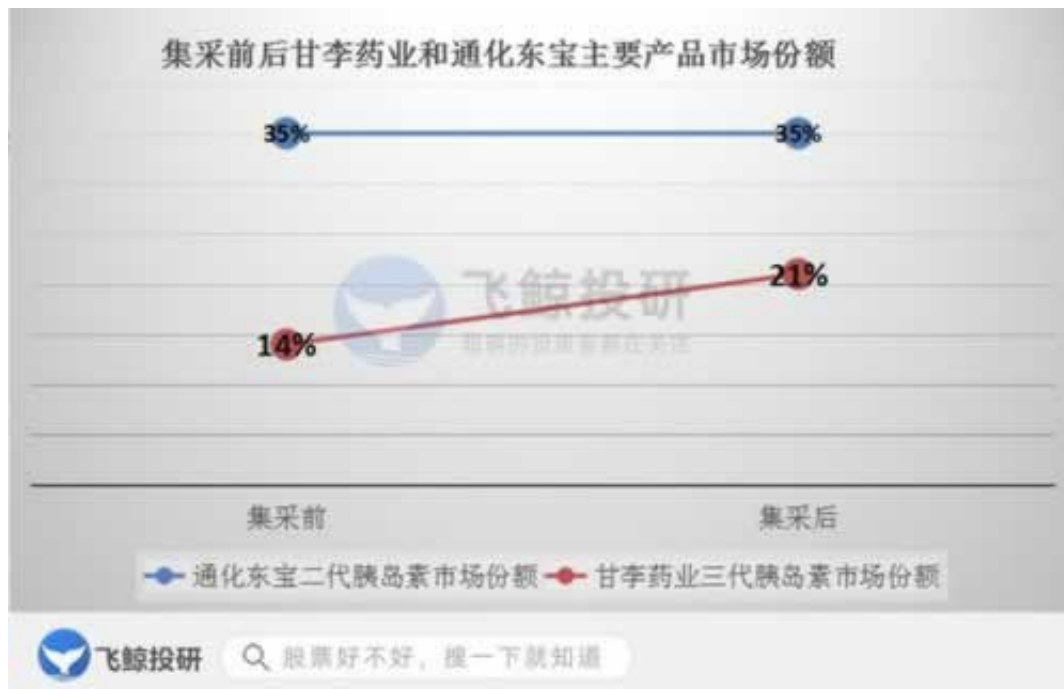 集采前后甘李药业和通化东宝主要产品市场份额
35%
35%
飞鲸投研
21%
14%
集采前
集采后
通化东宝二代胰岛素市场份额
甘李药业三代胰岛素市场份额
飞鲸投研
股票好不好，搜一下就知道